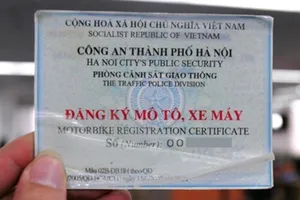 CỘNG HOÀ XÃ HỘI CHỦ NGHĨA VIỆT NAM
SOCIALIST REPUBLIC OF VIETNAM
CÔNG AN THÀNH PHỐ HÀ NỘI
HA NOI CITY'S PUBLIC SECURITY
PHÒNG CẢNH SÁT GIAO THÔNG
THE TRAFFIC POLICE DIVISION
ĐĂNG KÝ MÔ TÔ, XE MÁY
MOTORBIKE REGISTRATION CERTIFICATE
Số (Number): 00